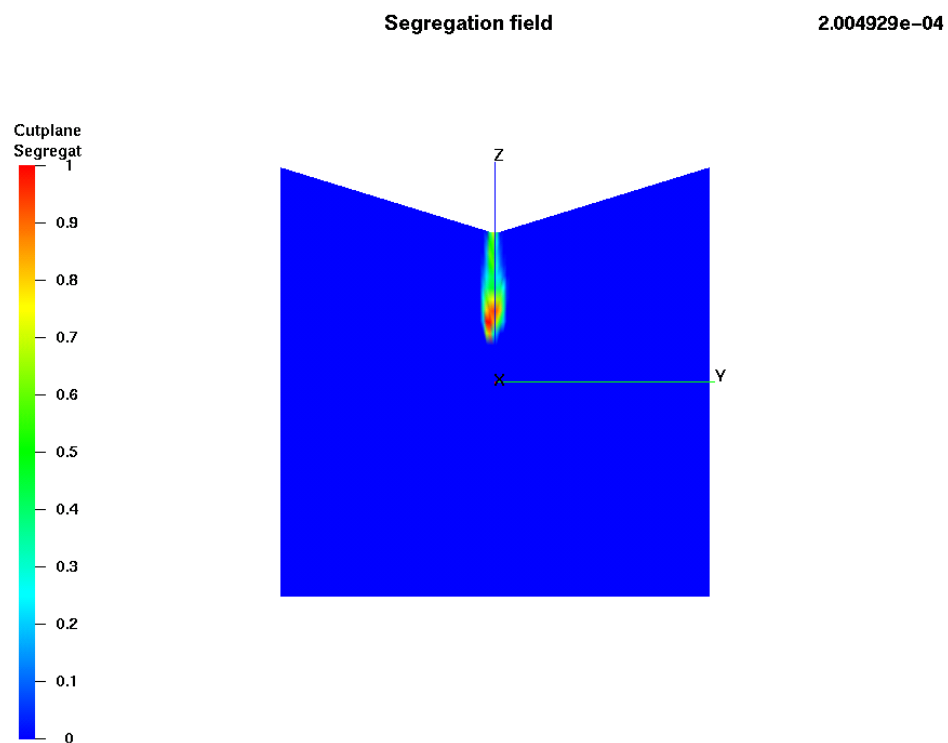 Segregation field
2.004929e−04
Cutplane
Segregat
1
0.9
0.8
0.7
0.6
0.5
0.4
0.3
0.2
0.1
0
Z
Y
X